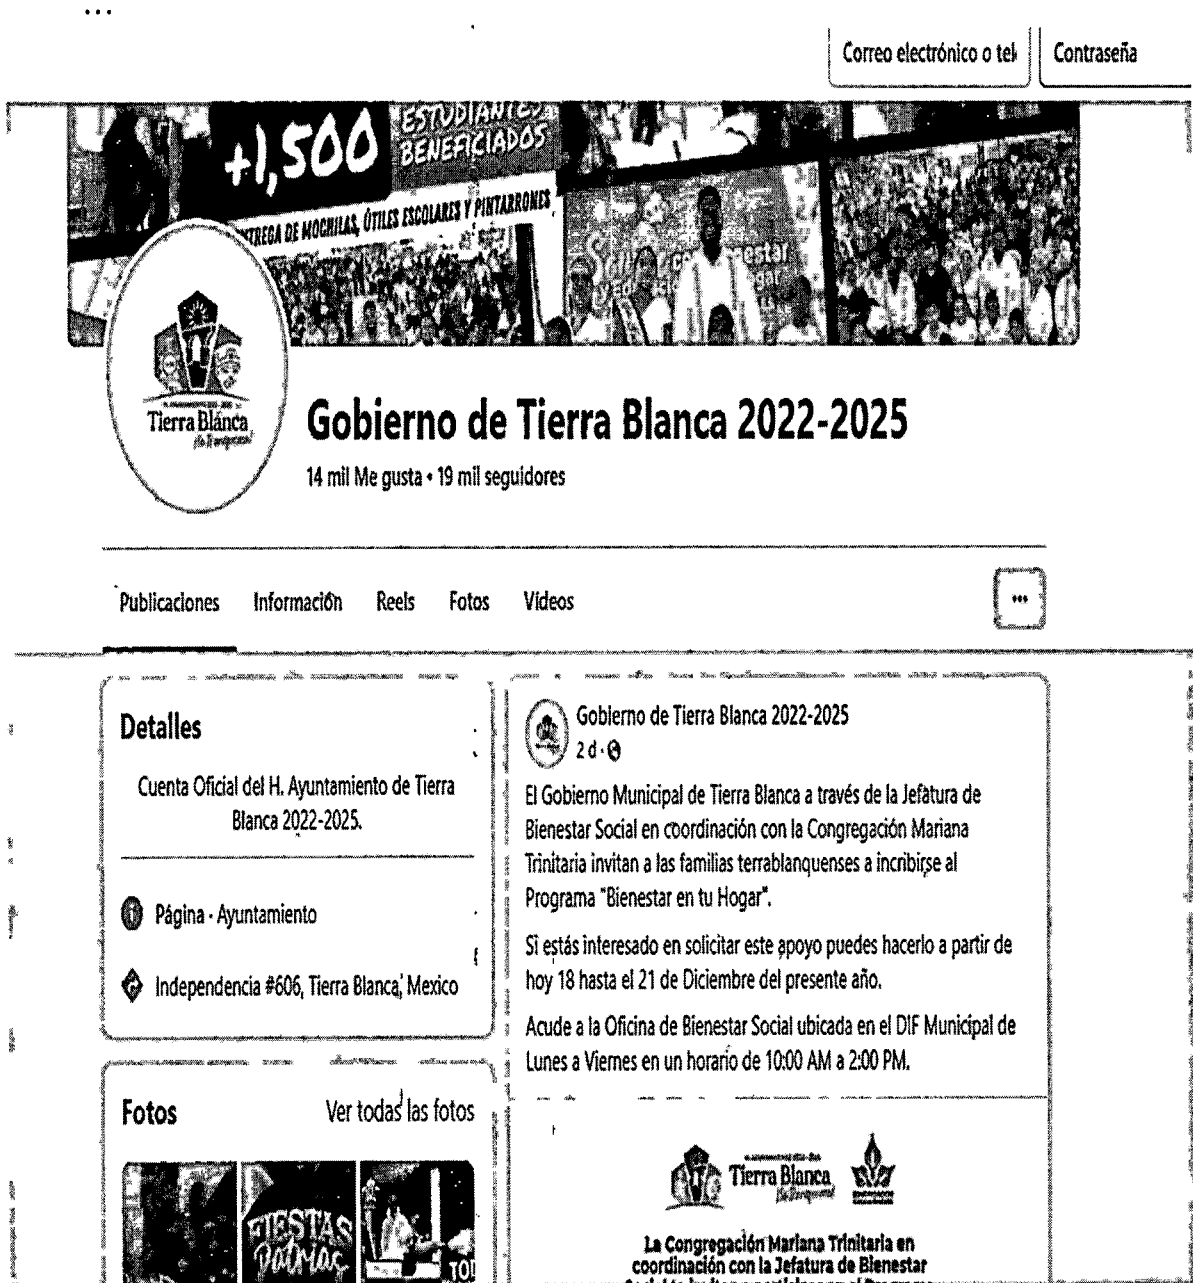 ...
Correo electrónico o tel
Contraseña
+1,500
ESTUDIANTES
BENEFICIADOS
ENTREGA DE MOCHILAS, ÚTILES ESCOLARES Y PINTARRONES
Tierra Blanca
Gobierno de Tierra Blanca 2022-2025
14 mil Me gusta • 19 mil seguidores
Publicaciones Información Reels Fotos Videos
...
Detalles
Cuenta Oficial del H. Ayuntamiento de Tierra
Blanca 2022-2025.
Página · Ayuntamiento
Independencia #606, Tierra Blanca, Mexico
Fotos Ver todas las fotos
FIESTAS
Patrias
Gobierno de Tierra Blanca 2022-2025
2 d ·
El Gobierno Municipal de Tierra Blanca a través de la Jefatura de
Bienestar Social en coordinación con la Congregación Mariana
Trinitaria invitan a las familias terrablanquenses a incribirse al
Programa "Bienestar en tu Hogar".
Si estás interesado en solicitar este apoyo puedes hacerlo a partir de
hoy 18 hasta el 21 de Diciembre del presente año.
Acude a la Oficina de Bienestar Social ubicada en el DIF Municipal de
Lunes a Viernes en un horario de 10:00 AM a 2:00 PM.
Tierra Blanca
La Congregación Mariana Trinitaria en
coordinación con la Jefatura de Bienestar